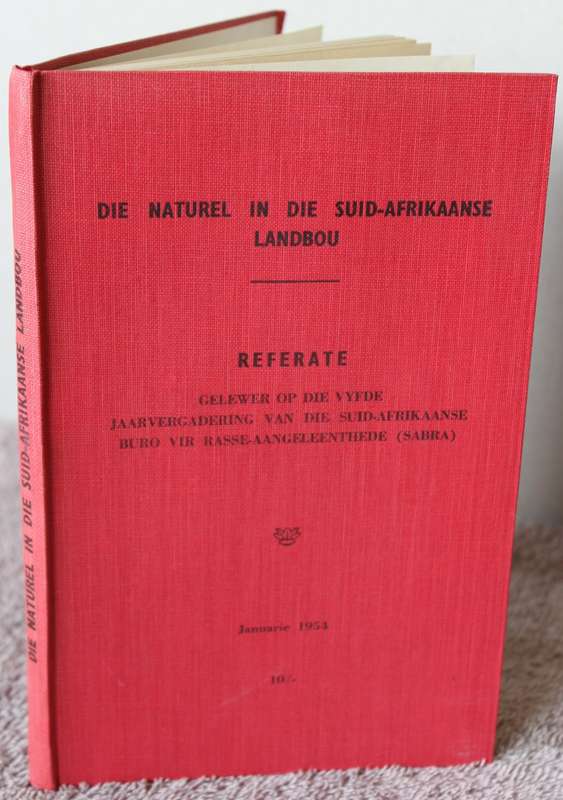 DIE NATUREL IN DIE SUID-AFRIKAANSE LANDBOU
DIE NATUREL IN DIE SUID-AFRIKAANSE
LANDBOU
REFERATE
GELEWER OP DIE VYFDE
JAARVERGADERING VAN DIE SUID-AFRIKAANSE
BURO VIR RASSE-AANGELEENTHEDE (SABRA)
Januarie 1954
10/-